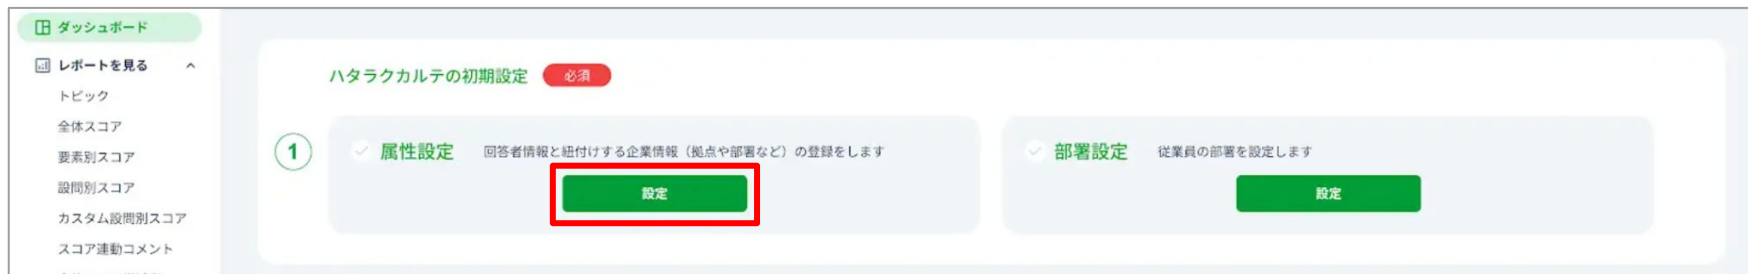 ダッシュボード
レポートを見る
トピック
全体スコア
要素別スコア
設問別スコア
カスタム設問別スコア
スコア連動コメント
ハタラクカルテの初期設定 必須
1
属性設定 回答者情報と紐付けする企業情報（拠点や部署など）の登録をします
設定
部署設定 従業員の部署を設定します
設定